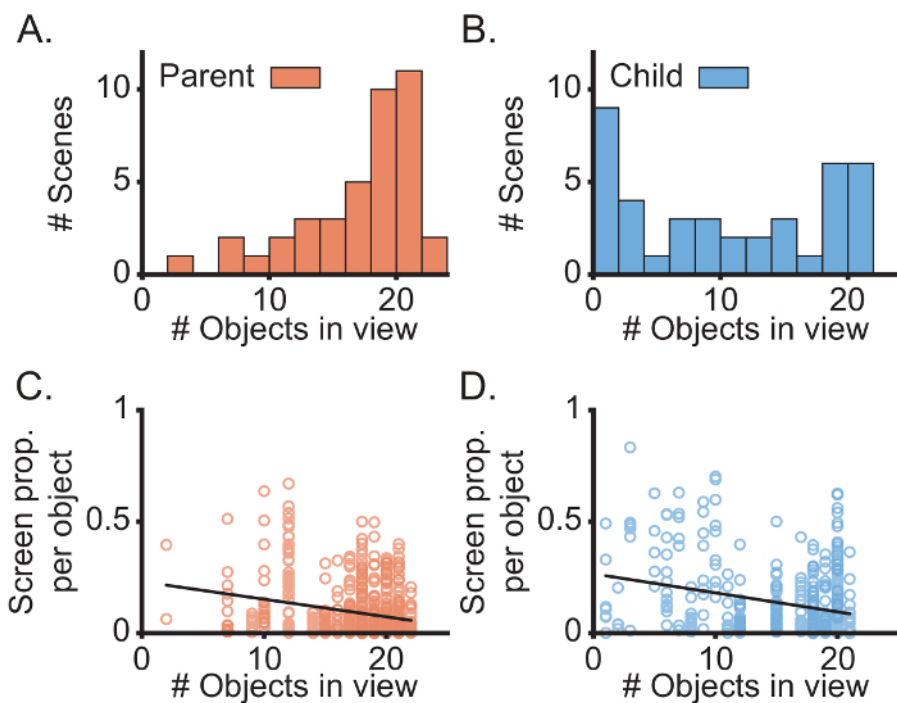 A.
Parent
# Scenes
10
5
0
0
10
20
# Objects in view
B.
Child
# Scenes
10
5
0
0
10
20
# Objects in view
C.
Screen prop.
per object
1
0.5
0
0
10
20
# Objects in view
D.
Screen prop.
per object
1
0.5
0
0
10
20
# Objects in view